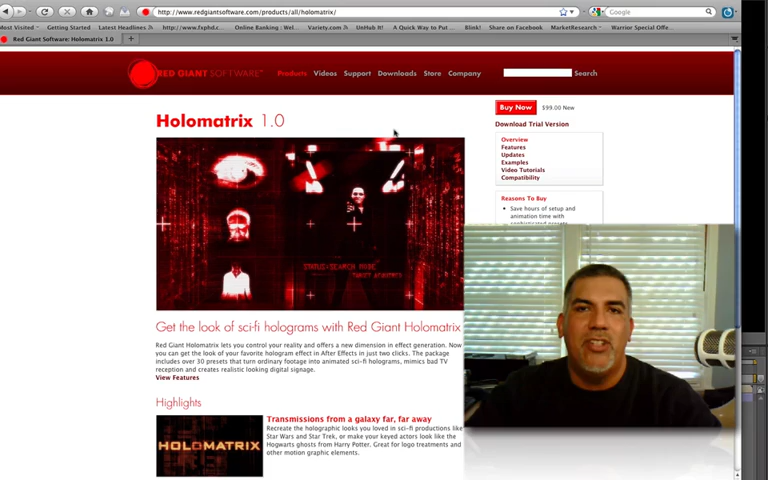 http://www.redgiantsoftware.com/products/all/holomatrix/
Google
Most Visited
Getting Started
Latest Headlines
http://www.fxphd.c...
Online Banking : Wel...
Variety.com
UnHub It!
A Quick Way to Put ...
Blink!
Share on Facebook
MarketResearch
Warrior Special Offe...
Red Giant Software: Holomatrix 1.0
RED GIANT SOFTWARE
Products Videos Support Downloads Store Company
Search
Holomatrix 1.0
Buy Now $99.00 New
Download Trial Version
Overview
Features
Updates
Examples
Video Tutorials
Compatibility
Reasons To Buy
Save hours of setup and
animation time with
STATUS:SEARCH MODE
TARGET ACQUIRED
Get the look of sci-fi holograms with Red Giant Holomatrix
Red Giant Holomatrix lets you control your reality and offers a new dimension in effect generation. Now
you can get the look of your favorite hologram effect in After Effects in just two clicks. The package
includes over 30 presets that turn ordinary footage into animated sci-fi holograms, mimics bad TV
reception and creates realistic looking digital signage.
View Features
Highlights
HOLOMATRIX
Transmissions from a galaxy far, far away
Recreate the holographic looks you loved in sci-fi productions like
Star Wars and Star Trek, or make your keyed actors look like the
Hogwarts ghosts from Harry Potter. Great for logo treatments and
other motion graphic elements.